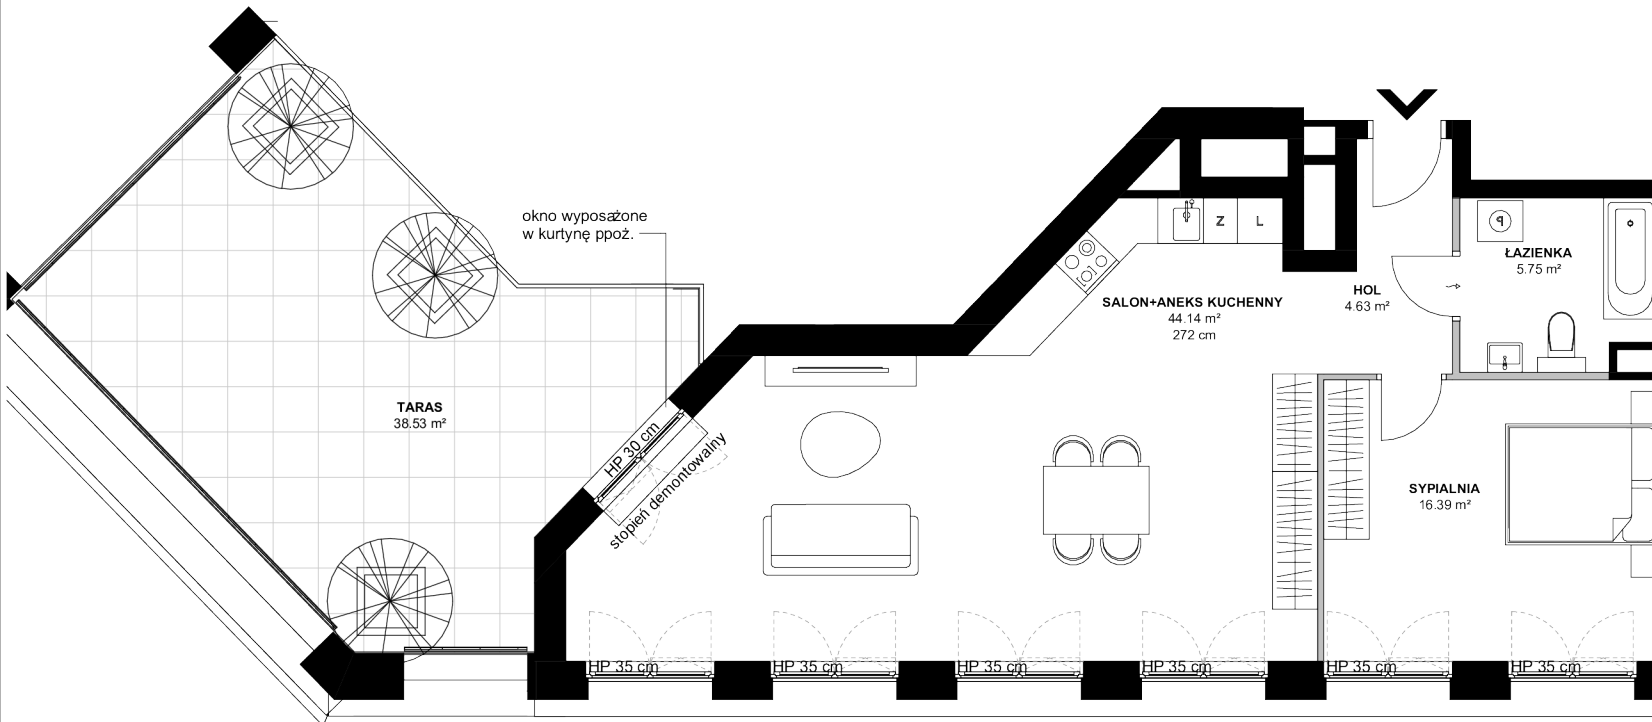 okno wyposażone
w kurtynę ppoż.
Z
L
P
ŁAZIENKA
5.75 m²
HOL
4.63 m²
SALON+ANEKS KUCHENNY
44.14 m²
272 cm
TARAS
38.53 m²
HP 30 cm
stopień demontowalny
SYPIALNIA
16.39 m²
HP 35 cm
HP 35 cm
HP 35 cm
HP 35 cm
HP 35 cm
HP 35 cm